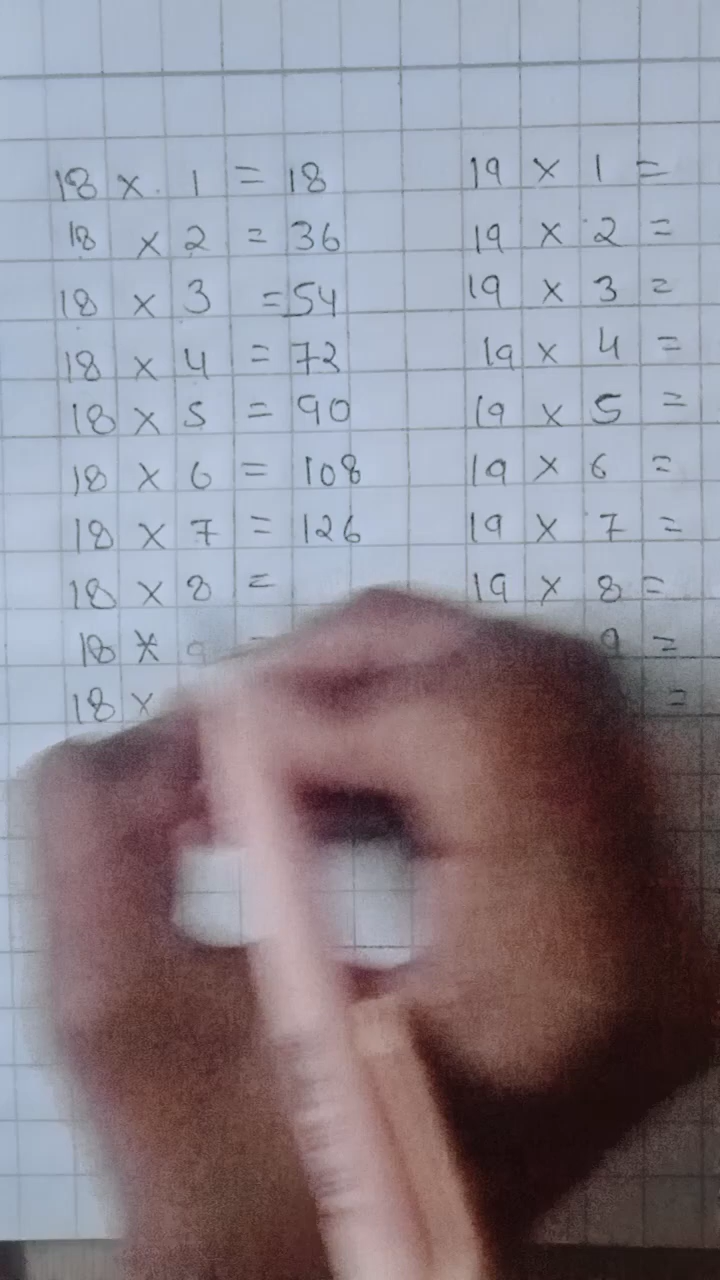 18 x 1 = 18
18 x 2 = 36
18 x 3 = 54
18 x 4 = 72
18 x 5 = 90
18 x 6 = 108
18 x 7 = 126
18 x 8 =
18 x 9 =
18 x
19 x 1 =
19 x 2 =
19 x 3 =
19 x 4 =
19 x 5 =
19 x 6 =
19 x 7 =
19 x 8 =
9 =
=